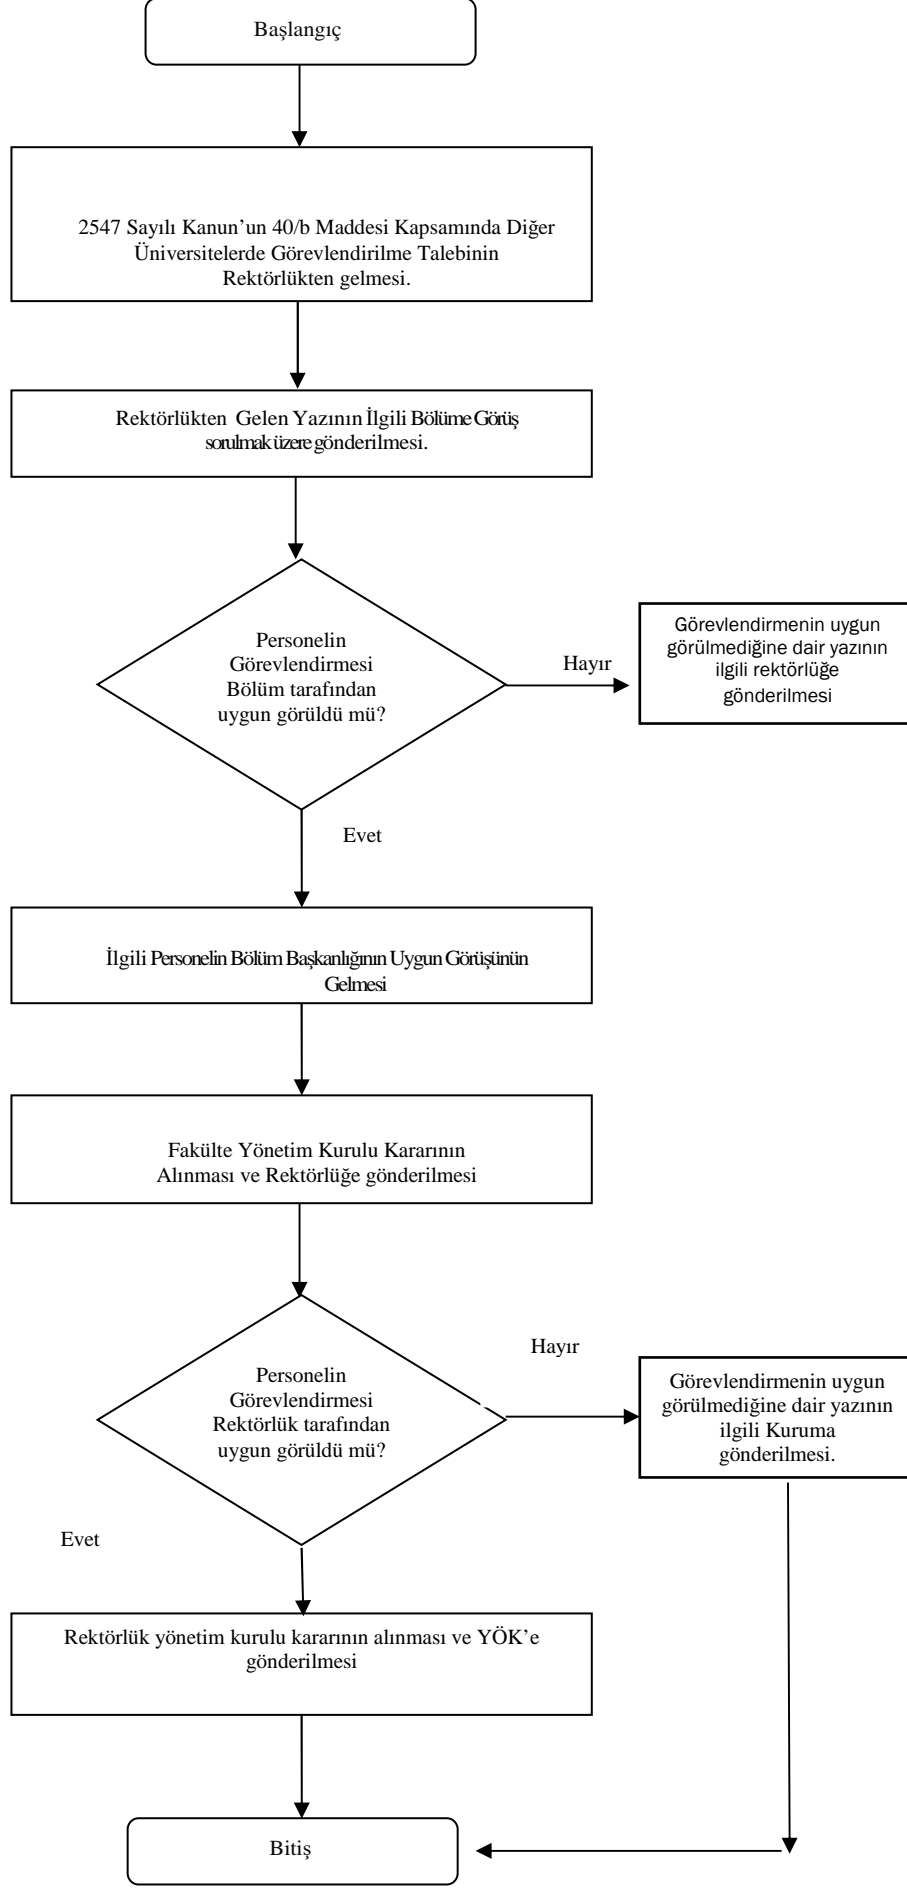 Başlangıç
2547 Sayılı Kanun’un 40/b Maddesi Kapsamında Diğer
Üniversitelerde Görevlendirilme Talebinin
Rektörlükten gelmesi.
Rektörlükten Gelen Yazının İlgili Bölüme Görüş
sorulmak üzere gönderilmesi.
Personelin
Görevlendirmesi
Bölüm tarafından
uygun görüldü mü?
Hayır
Görevlendirmenin uygun
görülmediğine dair yazının
ilgili rektörlüğe
gönderilmesi
Evet
İlgili Personelin Bölüm Başkanlığının Uygun Görüşünün
Gelmesi
Fakülte Yönetim Kurulu Kararının
Alınması ve Rektörlüğe gönderilmesi
Personelin
Görevlendirmesi
Rektörlük tarafından
uygun görüldü mü?
Hayır
Görevlendirmenin uygun
görülmediğine dair yazının
ilgili Kuruma
gönderilmesi.
Evet
Rektörlük yönetim kurulu kararının alınması ve YÖK’e
gönderilmesi
Bitiş